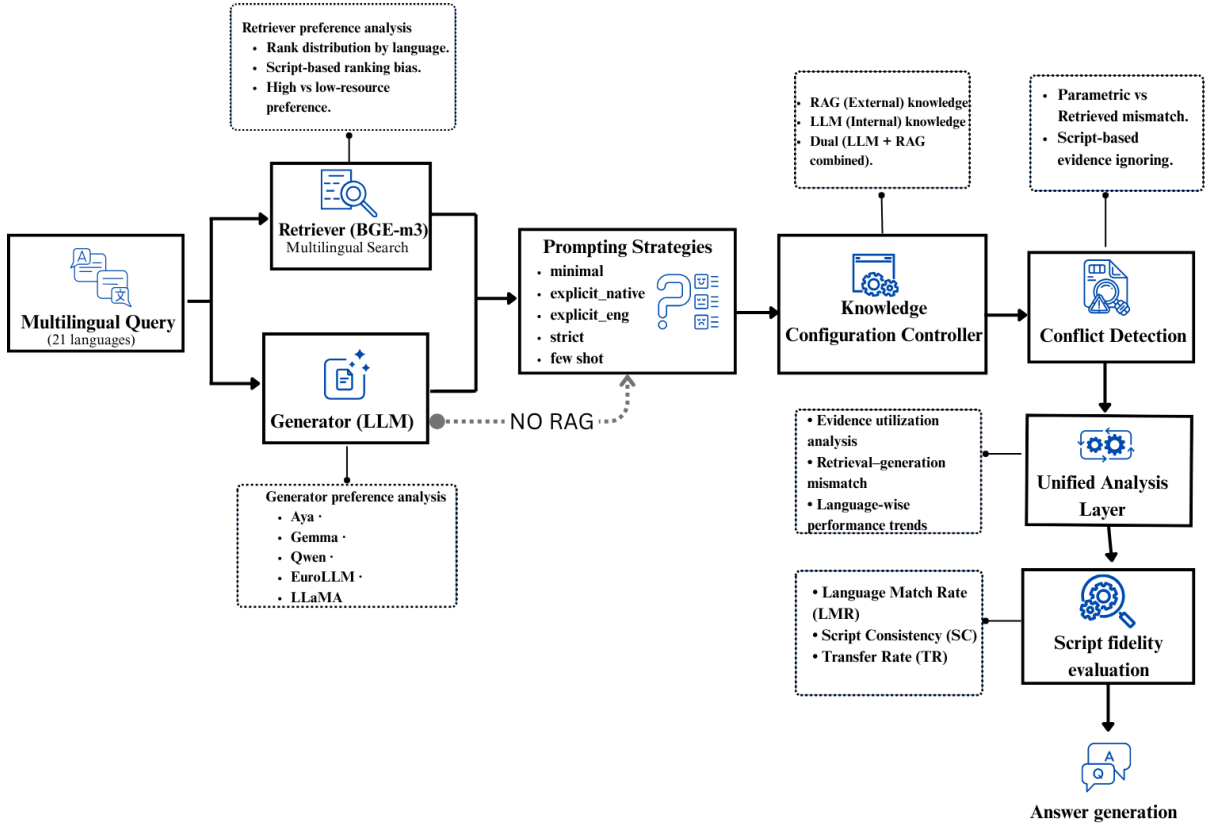 Retriever preference analysis
• Rank distribution by language.
• Script-based ranking bias.
• High vs low-resource
preference.
• RAG (External) knowledge
• LLM (Internal) knowledge
• Dual (LLM + RAG
combined).
• Parametric vs
Retrieved mismatch.
• Script-based
evidence ignoring.
Multilingual Query
(21 languages)
Retriever (BGE-m3)
Multilingual Search
Generator (LLM)
NO RAG
Prompting Strategies
• minimal
• explicit_native
• explicit_eng
• strict
• few shot
Knowledge
Configuration Controller
Conflict Detection
Generator preference analysis
• Aya ·
• Gemma ·
• Qwen ·
• EuroLLM ·
• LLaMA
• Evidence utilization
analysis
• Retrieval–generation
mismatch
• Language-wise
performance trends
Unified Analysis
Layer
• Language Match Rate
(LMR)
• Script Consistency (SC)
• Transfer Rate (TR)
Script fidelity
evaluation
A
Q
Answer generation